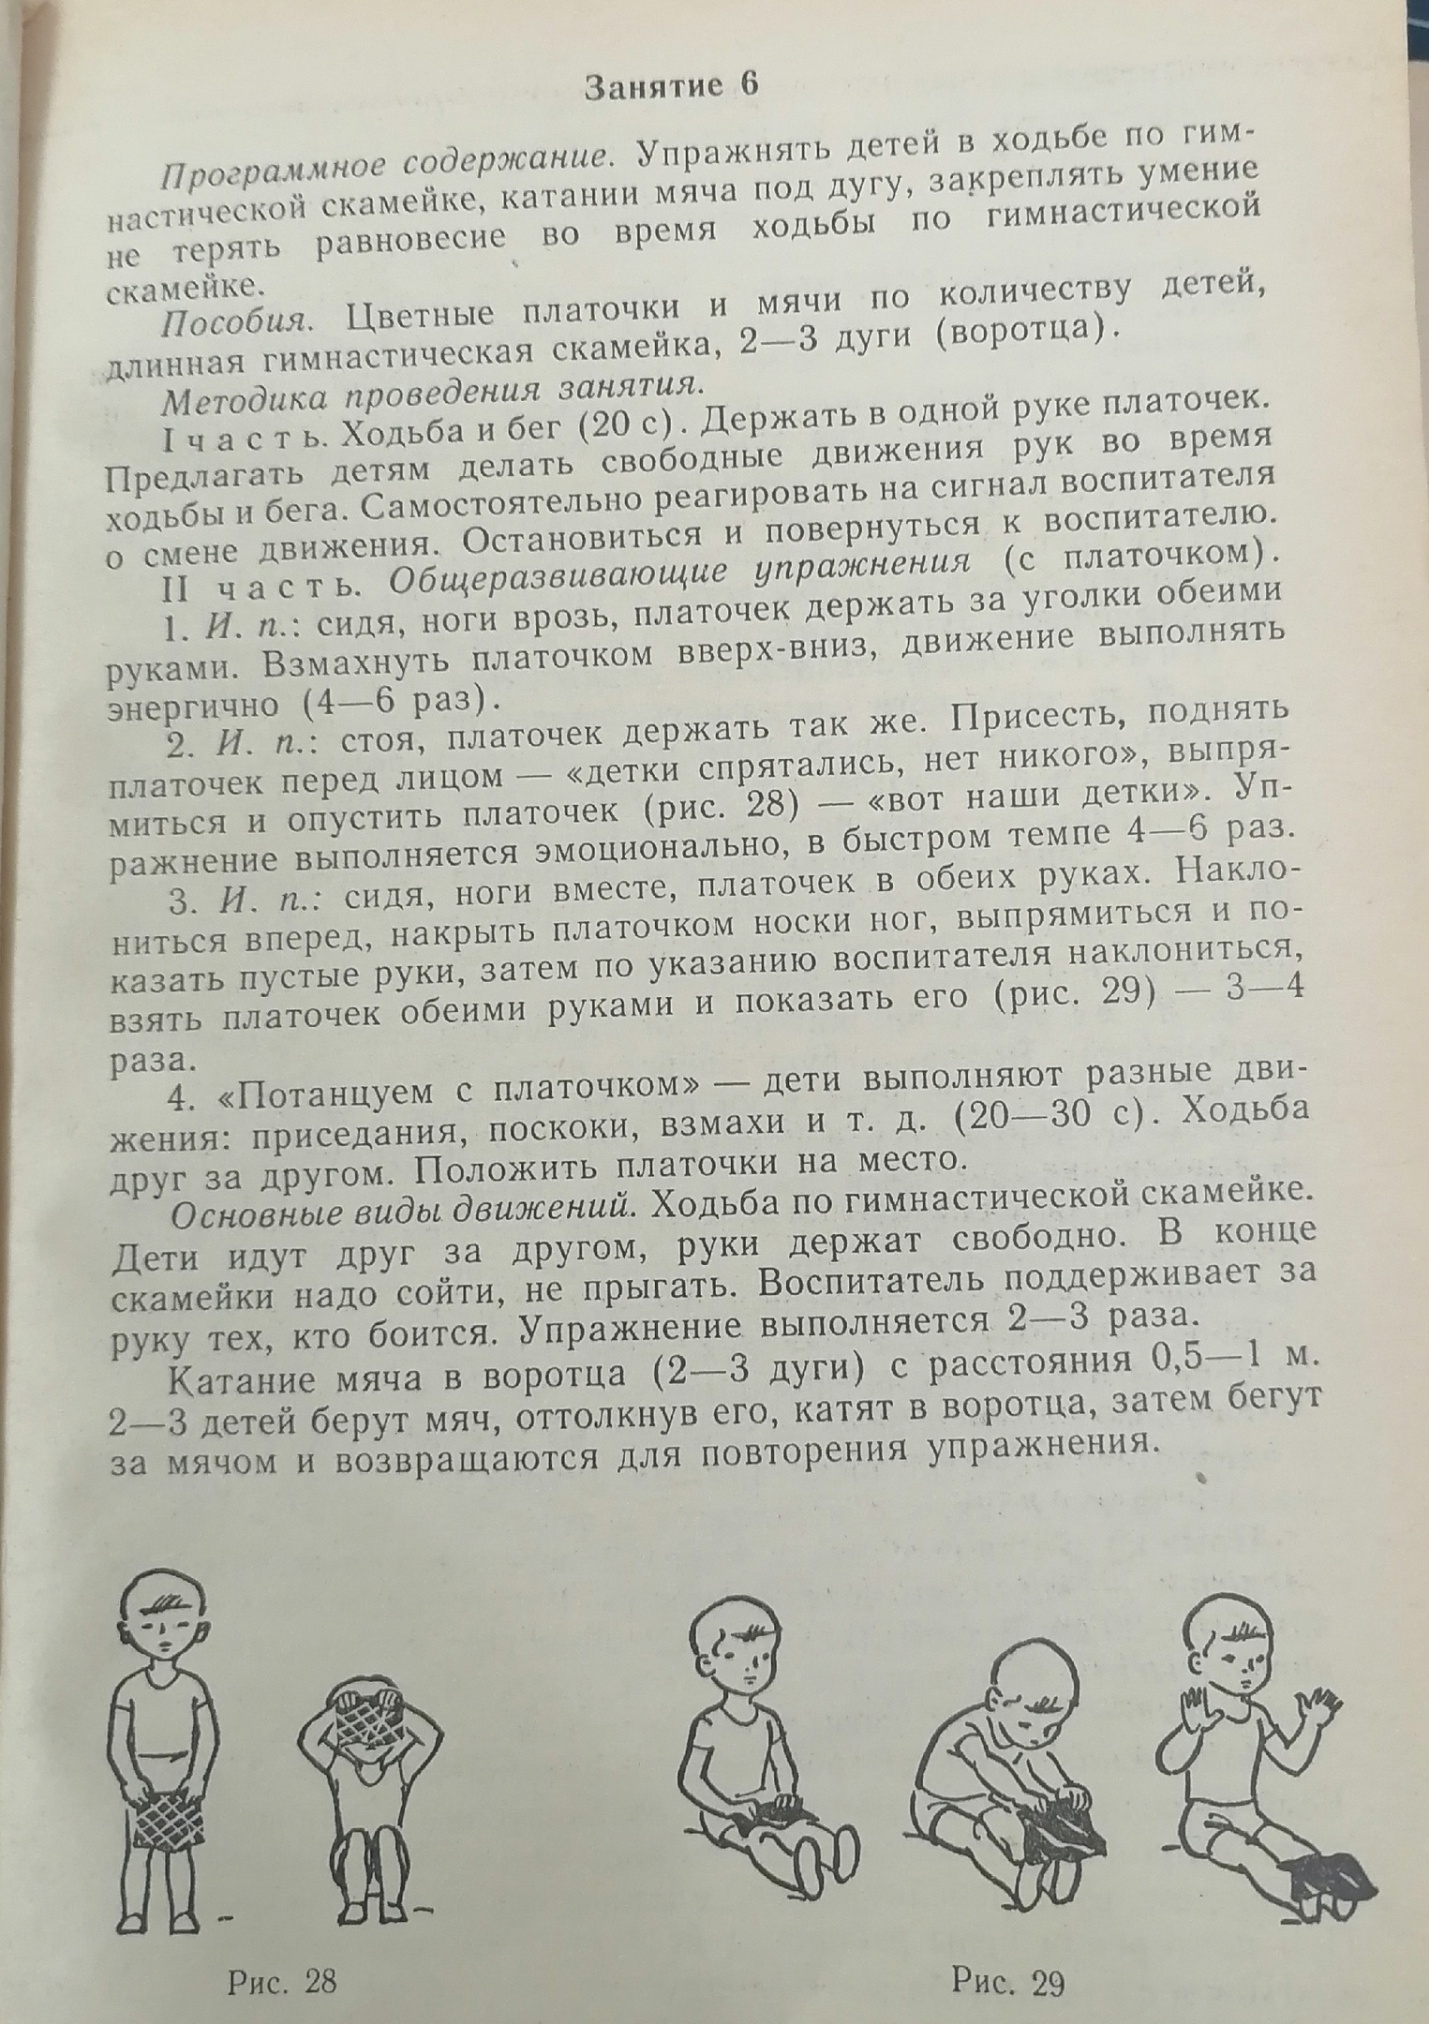 Занятие 6
Программное содержание. Упражнять детей в ходьбе по гим-
настической скамейке, катании мяча под дугу, закреплять умение
не терять равновесие во время ходьбы по гимнастической
скамейке.
Пособия. Цветные платочки и мячи по количеству детей,
длинная гимнастическая скамейка, 2—3 дуги (воротца).
Методика проведения занятия.
I часть. Ходьба и бег (20 с). Держать в одной руке платочек.
Предлагать детям делать свободные движения рук во время
ходьбы и бега. Самостоятельно реагировать на сигнал воспитателя
о смене движения. Остановиться и повернуться к воспитателю.
II часть. Общеразвивающие упражнения (с платочком).
1. И. п.: сидя, ноги врозь, платочек держать за уголки обеими
руками. Взмахнуть платочком вверх-вниз, движение выполнять
энергично (4—6 раз).
2. И. п.: стоя, платочек держать так же. Присесть, поднять
платочек перед лицом — «детки спрятались, нет никого», выпря-
миться и опустить платочек (рис. 28) — «вот наши детки». Уп-
ражнение выполняется эмоционально, в быстром темпе 4—6 раз.
3. И. п.: сидя, ноги вместе, платочек в обеих руках. Накло-
ниться вперед, накрыть платочком носки ног, выпрямиться и по-
казать пустые руки, затем по указанию воспитателя наклониться,
взять платочек обеими руками и показать его (рис. 29) — 3—4
раза.
4. «Потанцуем с платочком» — дети выполняют разные дви-
жения: приседания, поскоки, взмахи и т. д. (20—30 с). Ходьба
друг за другом. Положить платочки на место.
Основные виды движений. Ходьба по гимнастической скамейке.
Дети идут друг за другом, руки держат свободно. В конце
скамейки надо сойти, не прыгать. Воспитатель поддерживает за
руку тех, кто боится. Упражнение выполняется 2—3 раза.
Катание мяча в воротца (2—3 дуги) с расстояния 0,5—1 м.
2—3 детей берут мяч, оттолкнув его, катят в воротца, затем бегут
за мячом и возвращаются для повторения упражнения.
Рис. 28
Рис. 29